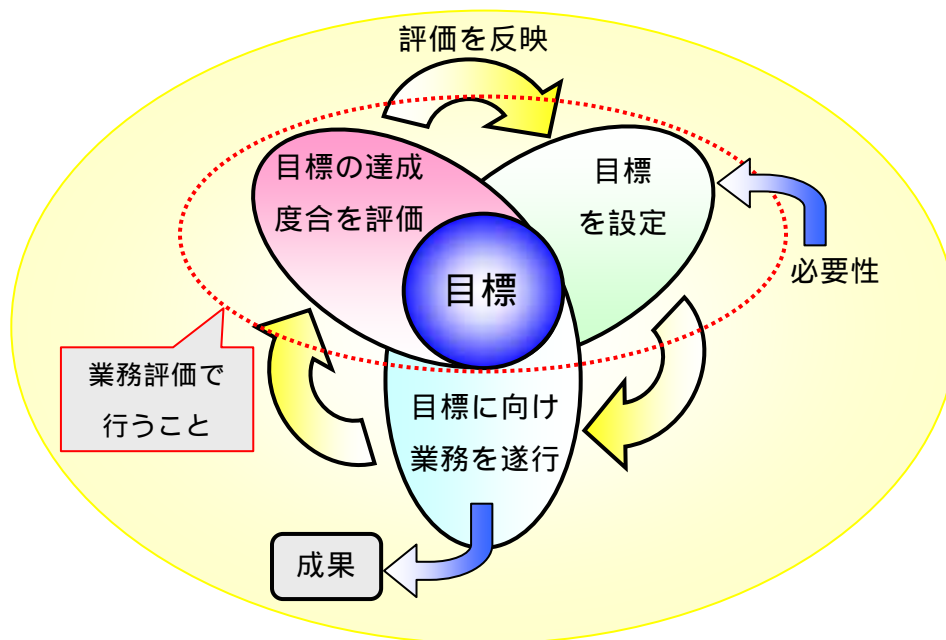 評価を反映
目標の達成
度合を評価
目標
を設定
必要性
目標
業務評価で
行うこと
目標に向け
業務を遂行
成果